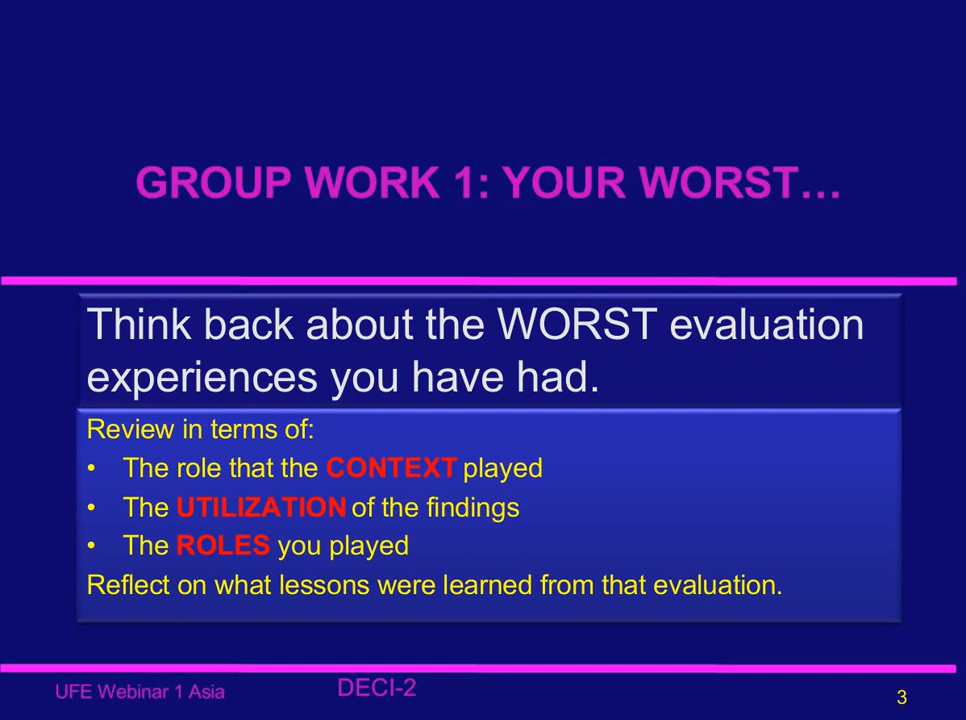 GROUP WORK 1: YOUR WORST…
Think back about the WORST evaluation
experiences you have had.
Review in terms of:
• The role that the CONTEXT played
• The UTILIZATION of the findings
• The ROLES you played
Reflect on what lessons were learned from that evaluation.
UFE Webinar 1 Asia
DECI-2
3